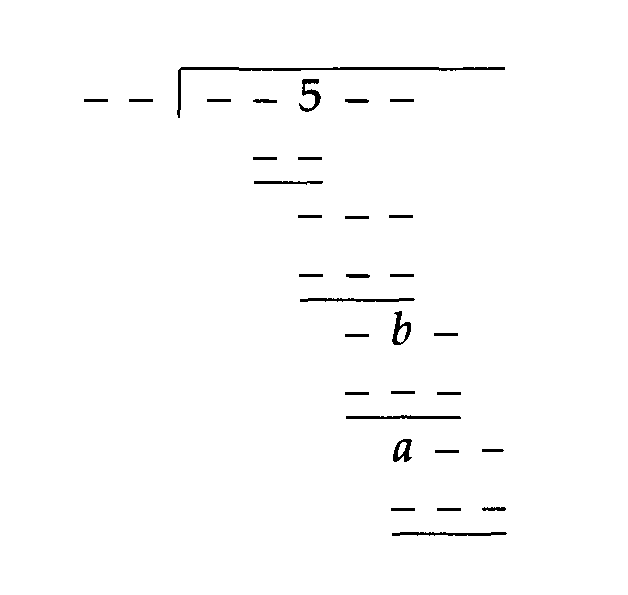 – – – – 5 – –
– –
– – –
– – –
– b –
– – –
a – –
– – –